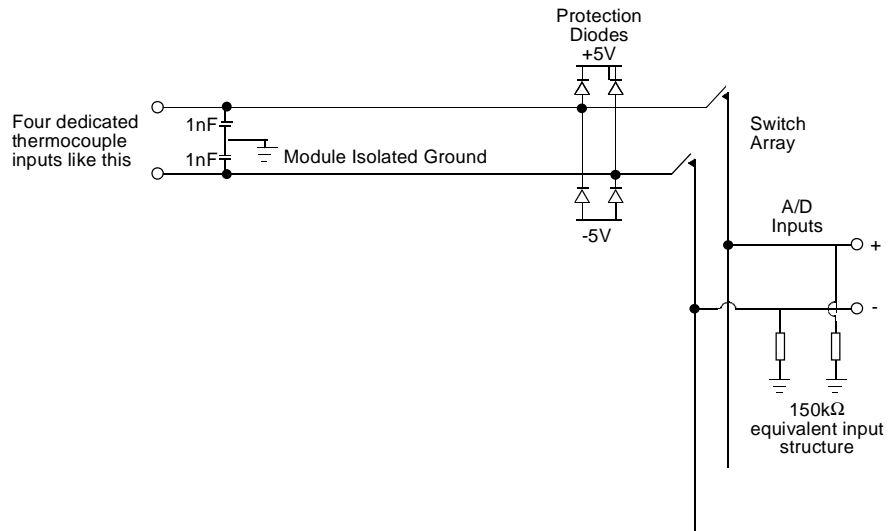 Protection
Diodes
+5V
Four dedicated
thermocouple
inputs like this
1nF
1nF
Module Isolated Ground
Switch
Array
-5V
A/D
Inputs
+
-
150kΩ
equivalent input
structure